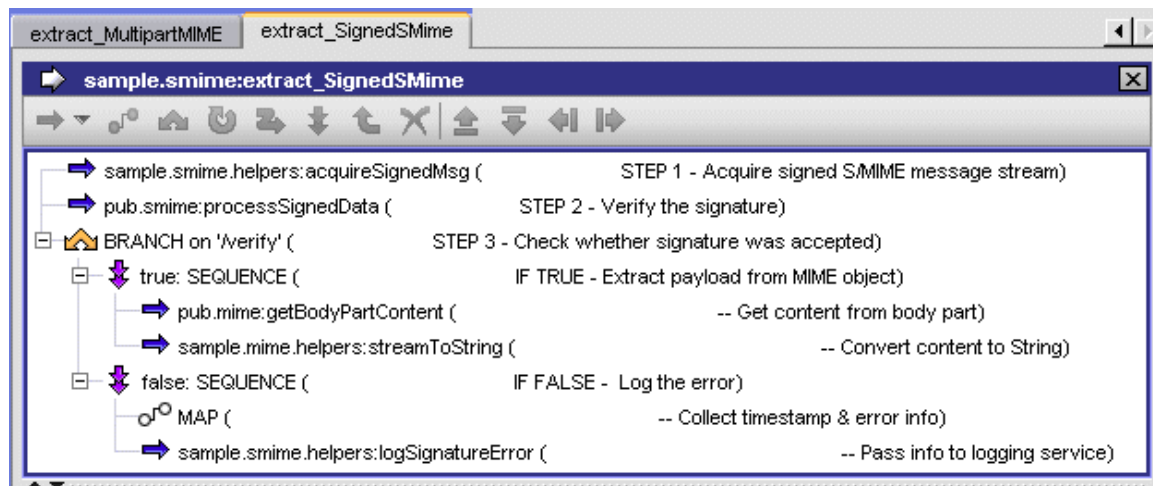 extract_MultipartMIME extract_SignedSMime
sample.smime:extract_SignedSMime
sample.smime.helpers:acquireSignedMsg ( STEP 1 - Acquire signed S/MIME message stream)
pub.smime:processSignedData ( STEP 2 - Verify the signature)
BRANCH on '/verify' ( STEP 3 - Check whether signature was accepted)
true: SEQUENCE ( IF TRUE - Extract payload from MIME object)
pub.mime:getBodyPartContent ( -- Get content from body part)
sample.mime.helpers:streamToString ( -- Convert content to String)
false: SEQUENCE ( IF FALSE - Log the error)
MAP ( -- Collect timestamp & error info)
sample.smime.helpers:logSignatureError ( -- Pass info to logging service)